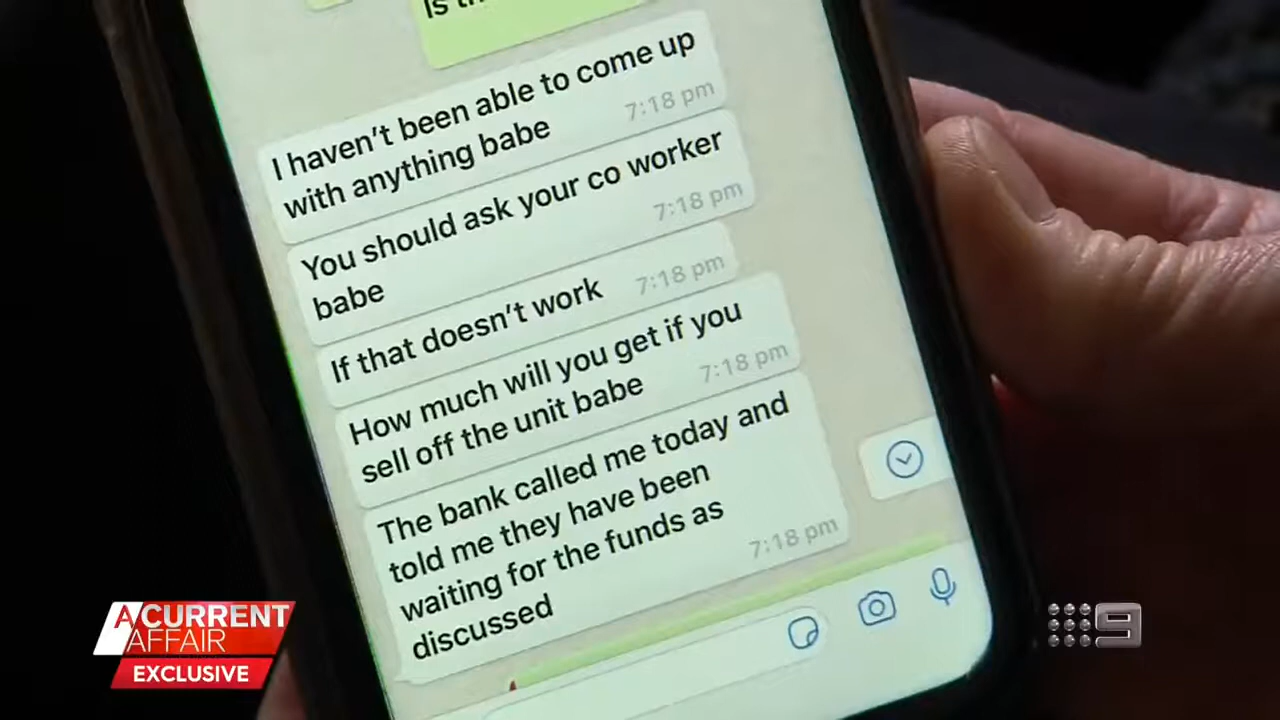 I haven't been able to come up
with anything babe
7:18 pm
You should ask your co worker
babe
7:18 pm
If that doesn't work
7:18 pm
How much will you get if you
sell off the unit babe
7:18 pm
The bank called me today and
told me they have been
waiting for the funds as
discussed
7:18 pm
A CURRENT
AFFAIR
EXCLUSIVE
9